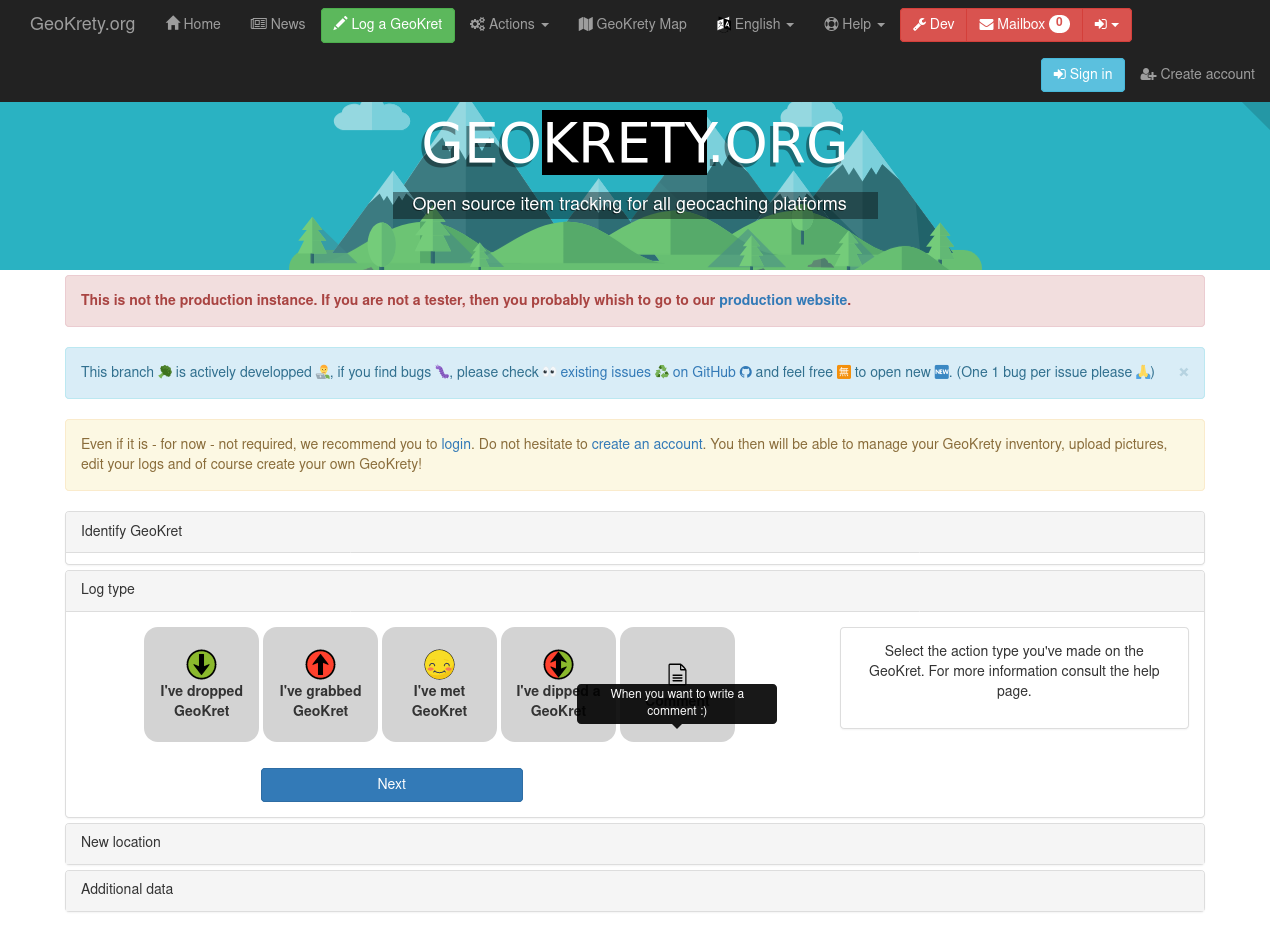 GeoKrety.org
Home
News
Log a GeoKret
Actions
GeoKrety Map
English
Help
Dev
Mailbox 0
Sign in
Create account
GEOKRETY.ORG
Open source item tracking for all geocaching platforms
This is not the production instance. If you are not a tester, then you probably whish to go to our production website.
This branch 🌳 is actively developped 👨‍🔬, if you find bugs 🐛, please check 👀 existing issues ♻️ on GitHub and feel free 🈚 to open new 🆕. (One 1 bug per issue please 🙏)
×
Even if it is - for now - not required, we recommend you to login. Do not hesitate to create an account. You then will be able to manage your GeoKrety inventory, upload pictures,
edit your logs and of course create your own GeoKrety!
Identify GeoKret
Log type
I've dropped
GeoKret
I've grabbed
GeoKret
I've met
GeoKret
I've dipped a
GeoKret
When you want to write a
comment :)
Select the action type you've made on the
GeoKret. For more information consult the help
page.
Next
New location
Additional data